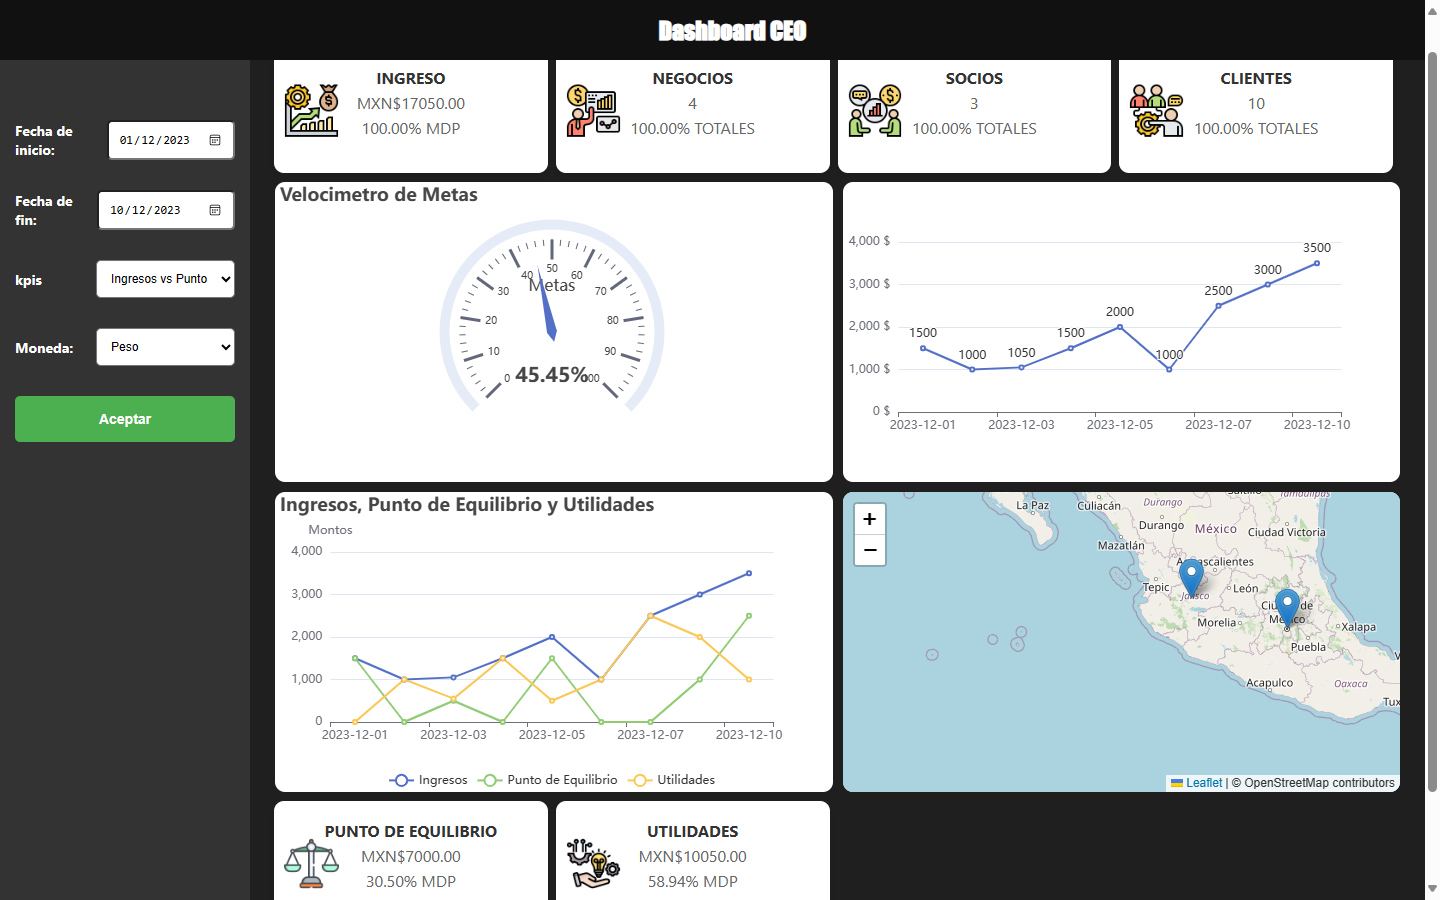 Dashboard CEO
Fecha de
inicio:
01/12/2023
Fecha de
fin:
10/12/2023
kpis
Ingresos vs Punto
Moneda:
Peso
Aceptar
INGRESO
MXN$17050.00
100.00% MDP
NEGOCIOS
4
100.00% TOTALES
SOCIOS
3
100.00% TOTALES
CLIENTES
10
100.00% TOTALES
Velocimetro de Metas
0
10
20
30
40
50
60
70
80
90
100
Metas
45.45%
4,000 $
3,000 $
2,000 $
1,000 $
0 $
1500
1000
1050
1500
2000
1000
2500
3000
3500
2023-12-01
2023-12-03
2023-12-05
2023-12-07
2023-12-10
Ingresos, Punto de Equilibrio y Utilidades
Montos
4,000
3,000
2,000
1,000
0
2023-12-01
2023-12-03
2023-12-05
2023-12-07
2023-12-10
Ingresos
Punto de Equilibrio
Utilidades
+
−
La Paz
Culiacán
Durango
Tamaulipas
Durango
México
Ciudad Victoria
Mazatlán
Tepic
León
Jalisco
Morelia
Xalapa
Puebla
Acapulco
Oaxaca
Leaflet | © OpenStreetMap contributors
PUNTO DE EQUILIBRIO
MXN$7000.00
30.50% MDP
UTILIDADES
MXN$10050.00
58.94% MDP